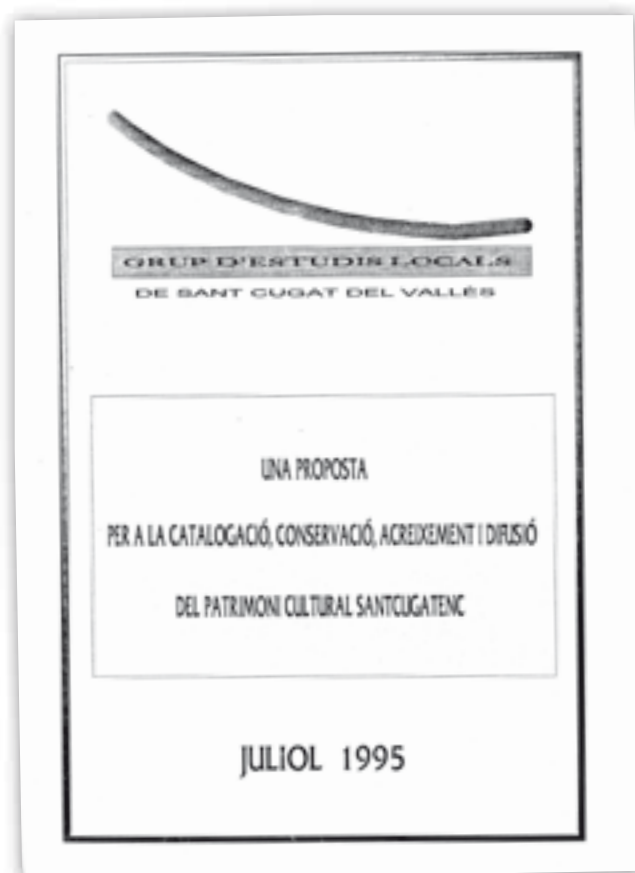 GRUP D'ESTUDIS LOCALS
DE SANT CUGAT DEL VALLÈS
UNA PROPOSTA
PER A LA CATALOGACIÓ, CONSERVACIÓ, ACREIXEMENT I DIFUSIÓ
DEL PATRIMONI CULTURAL SANTCUGATENC
JULIOL 1995